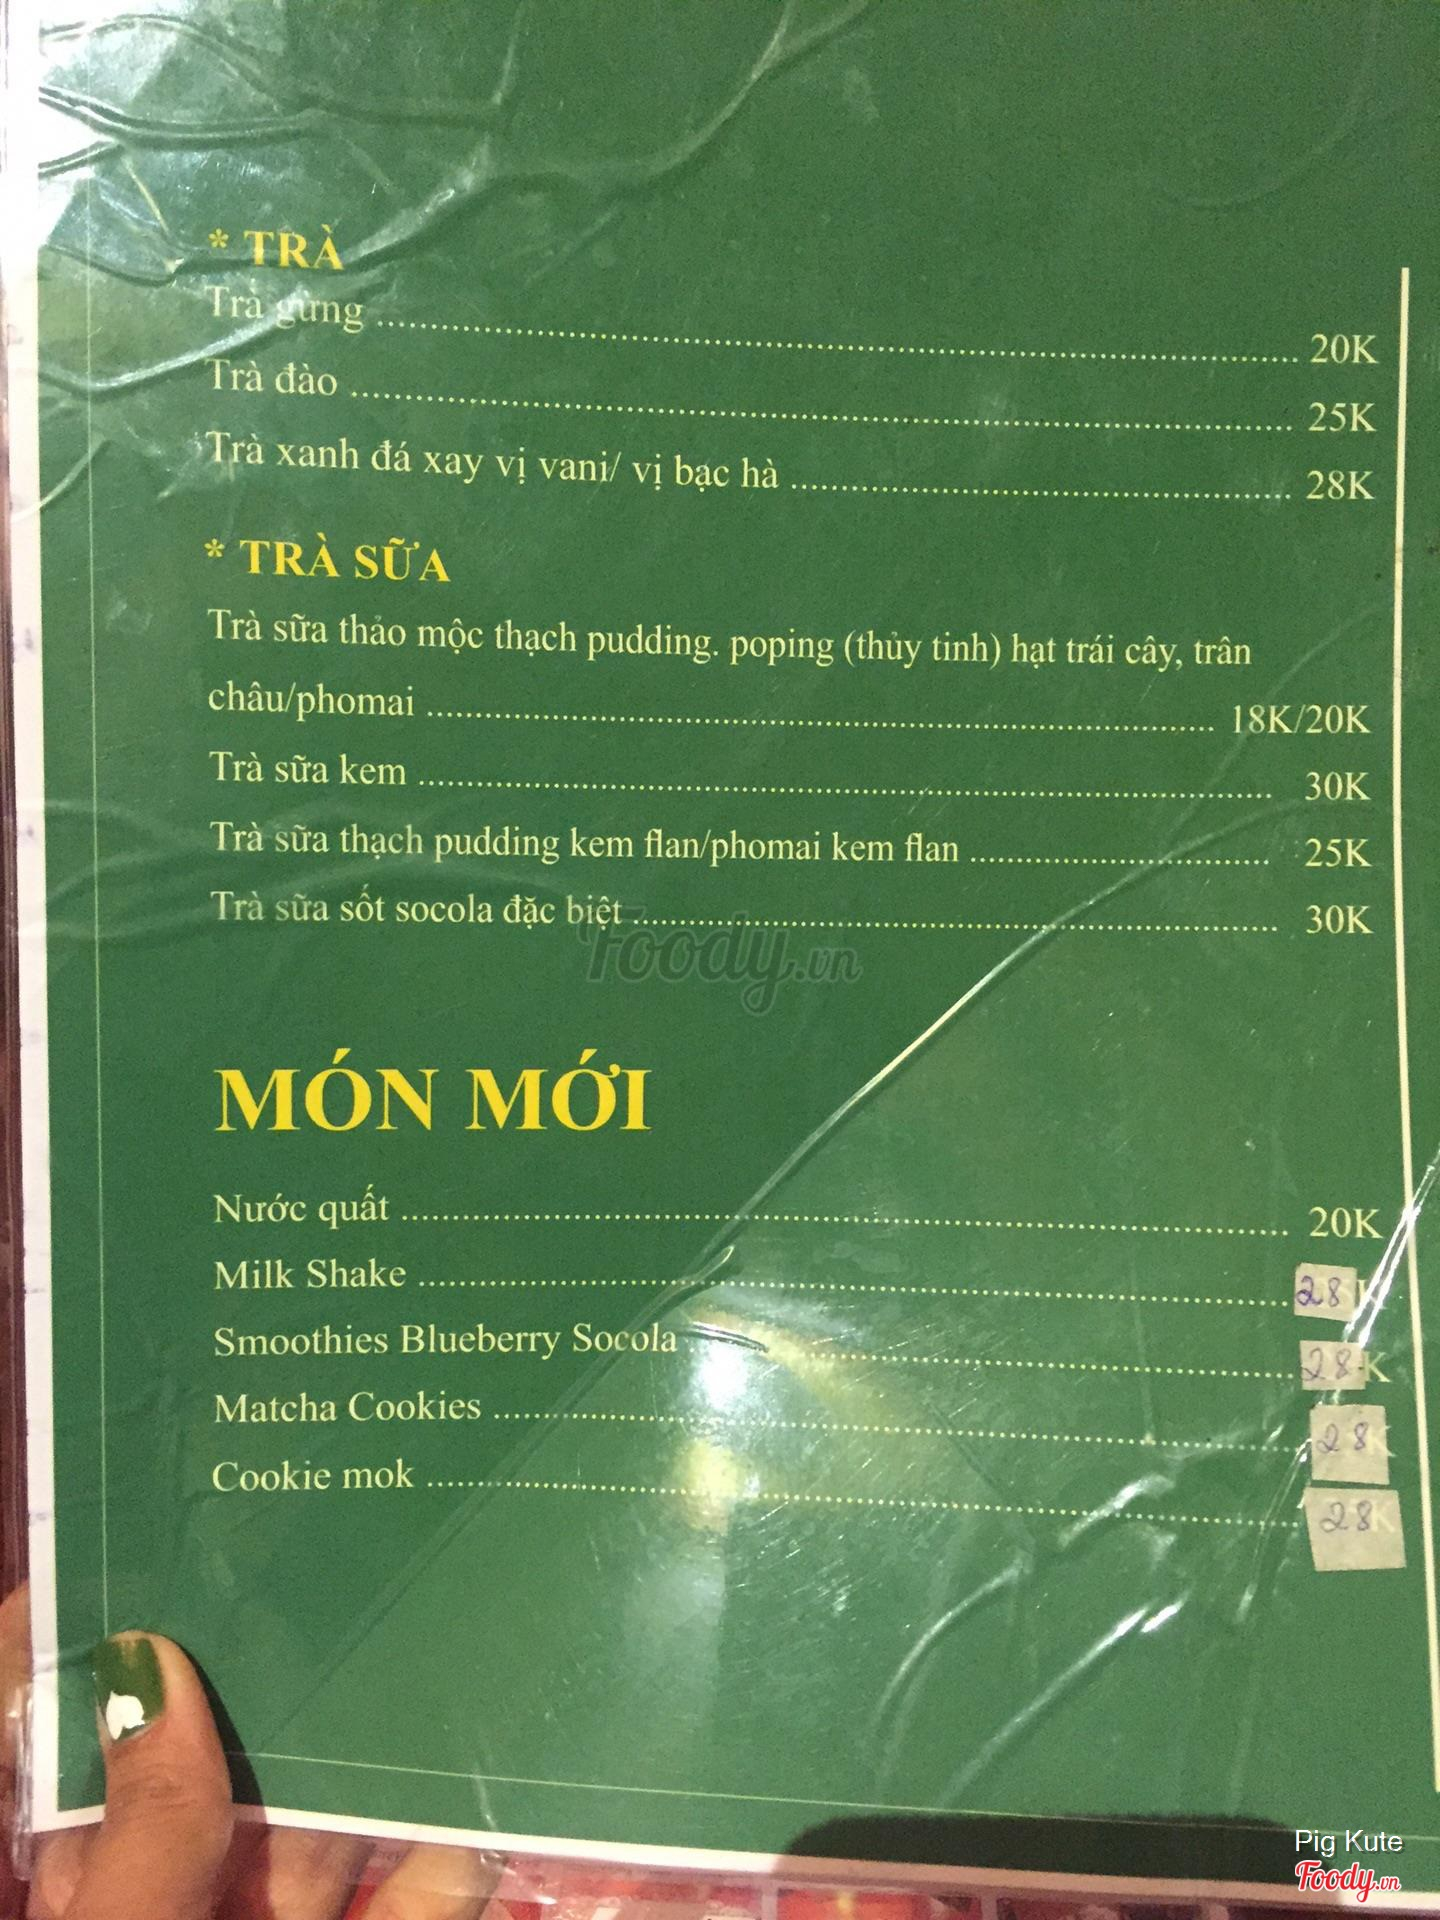 * TRÀ
Trà gừng ........ 20K
Trà đào ........ 25K
Trà xanh đá xay vị vani/ vị bạc hà ........ 28K
* TRÀ SỮA
Trà sữa thảo mộc thạch pudding. poping (thủy tinh) hạt trái cây, trân
châu/phomai ........ 18K/20K
Trà sữa kem ........ 30K
Trà sữa thạch pudding kem flan/phomai kem flan ........ 25K
Trà sữa sốt socola đặc biệt ........ 30K
Foody.vn
MÓN MỚI
Nước quất ........ 20K
Milk Shake ........ 28K
Smoothies Blueberry Socola ........ 28K
Matcha Cookies ........ 28K
Cookie mok ........ 28K
Pig Kute
Foody.vn